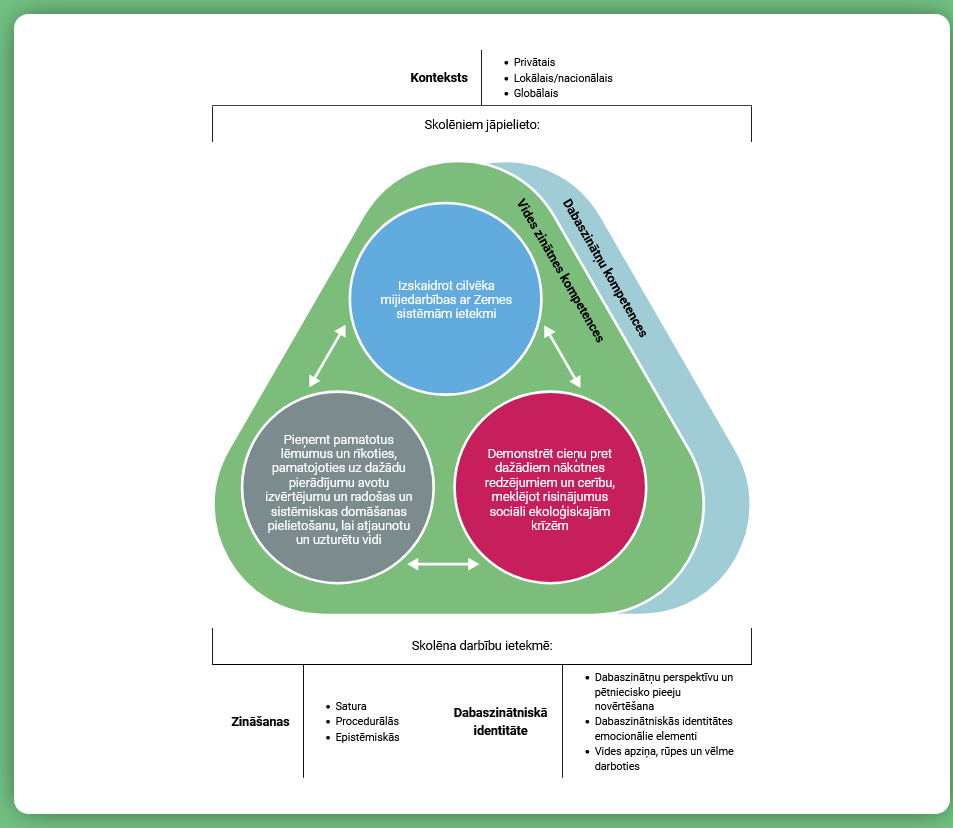 Konteksts
• Privātais
• Lokālais/nacionālais
• Globālais
Skolēniem jāpielieto:
Vides zinātnes kompetences
Dabaszinātņu kompetences
Izskaidrot cilvēka
mijiedarbības ar Zemes
sistēmām ietekmi
Pieņemt pamatotus
lēmumus un rīkoties,
pamatojoties uz dažādu
pierādījumu avotu
izvērtējumu un radošas un
sistēmiskas domāšanas
pielietošanu, lai atjaunotu
un uzturētu vidi
Demonstrēt cieņu pret
dažādiem nākotnes
redzējumiem un cerību,
meklējot risinājumus
sociāli ekoloģiskajām
krīzēm
Skolēna darbību ietekmē:
Zināšanas
• Satura
• Procedurālās
• Epistēmiskās
Dabaszinātniskā
identitāte
• Dabaszinātņu perspektīvu un
pētniecisko pieeju
novērtēšana
• Dabaszinātniskās identitātes
emocionālie elementi
• Vides apziņa, rūpes un vēlme
darboties